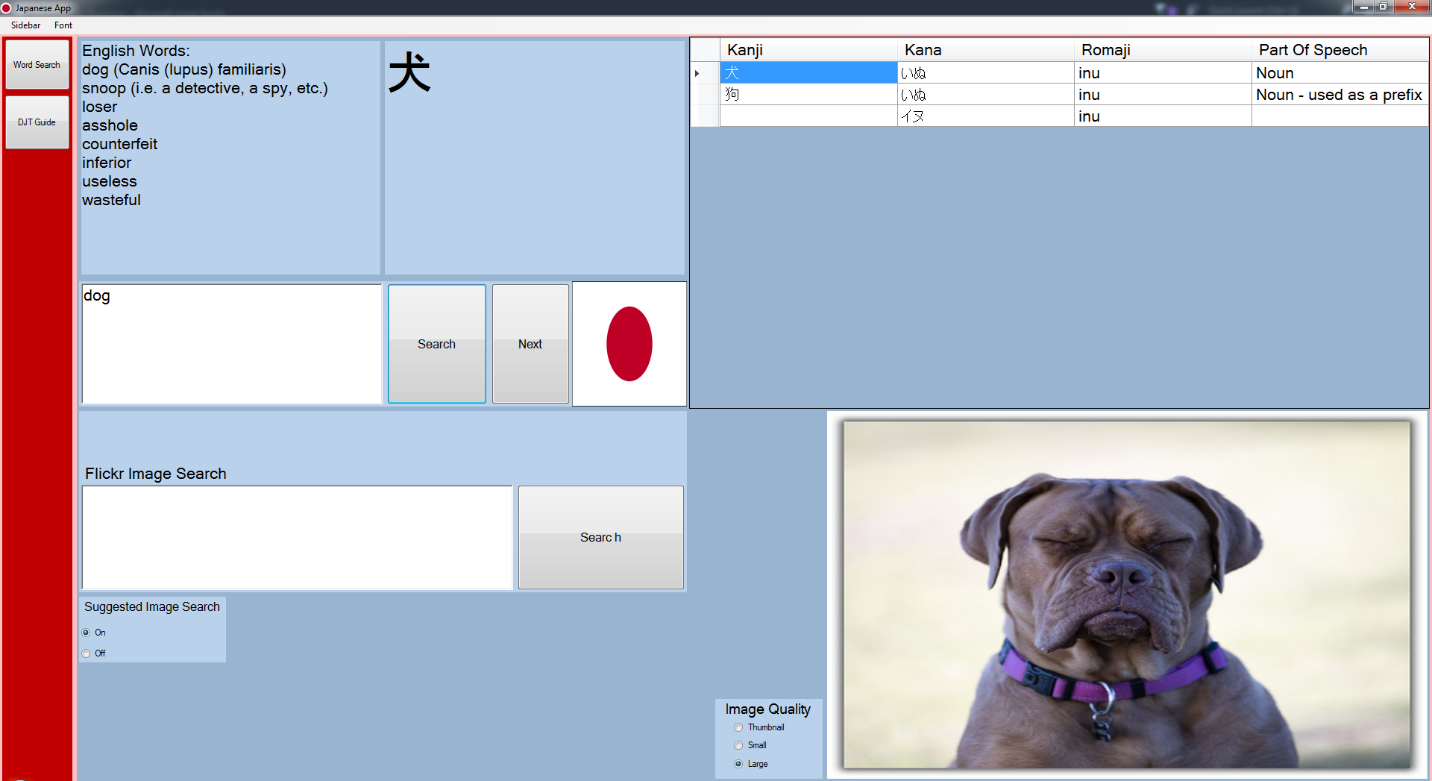 Japanese App
Sidebar Font
Word Search
DJT Guide
English Words:
dog (Canis (lupus) familiaris)
snoop (i.e. a detective, a spy, etc.)
loser
asshole
counterfeit
inferior
useless
wasteful
犬
Kanji Kana Romaji Part Of Speech
犬 いぬ inu Noun
狗 いぬ inu Noun - used as a prefix
イヌ inu
dog
Search
Next
Flickr Image Search
Search
Suggested Image Search
On
Off
Image Quality
Thumbnail
Small
Large